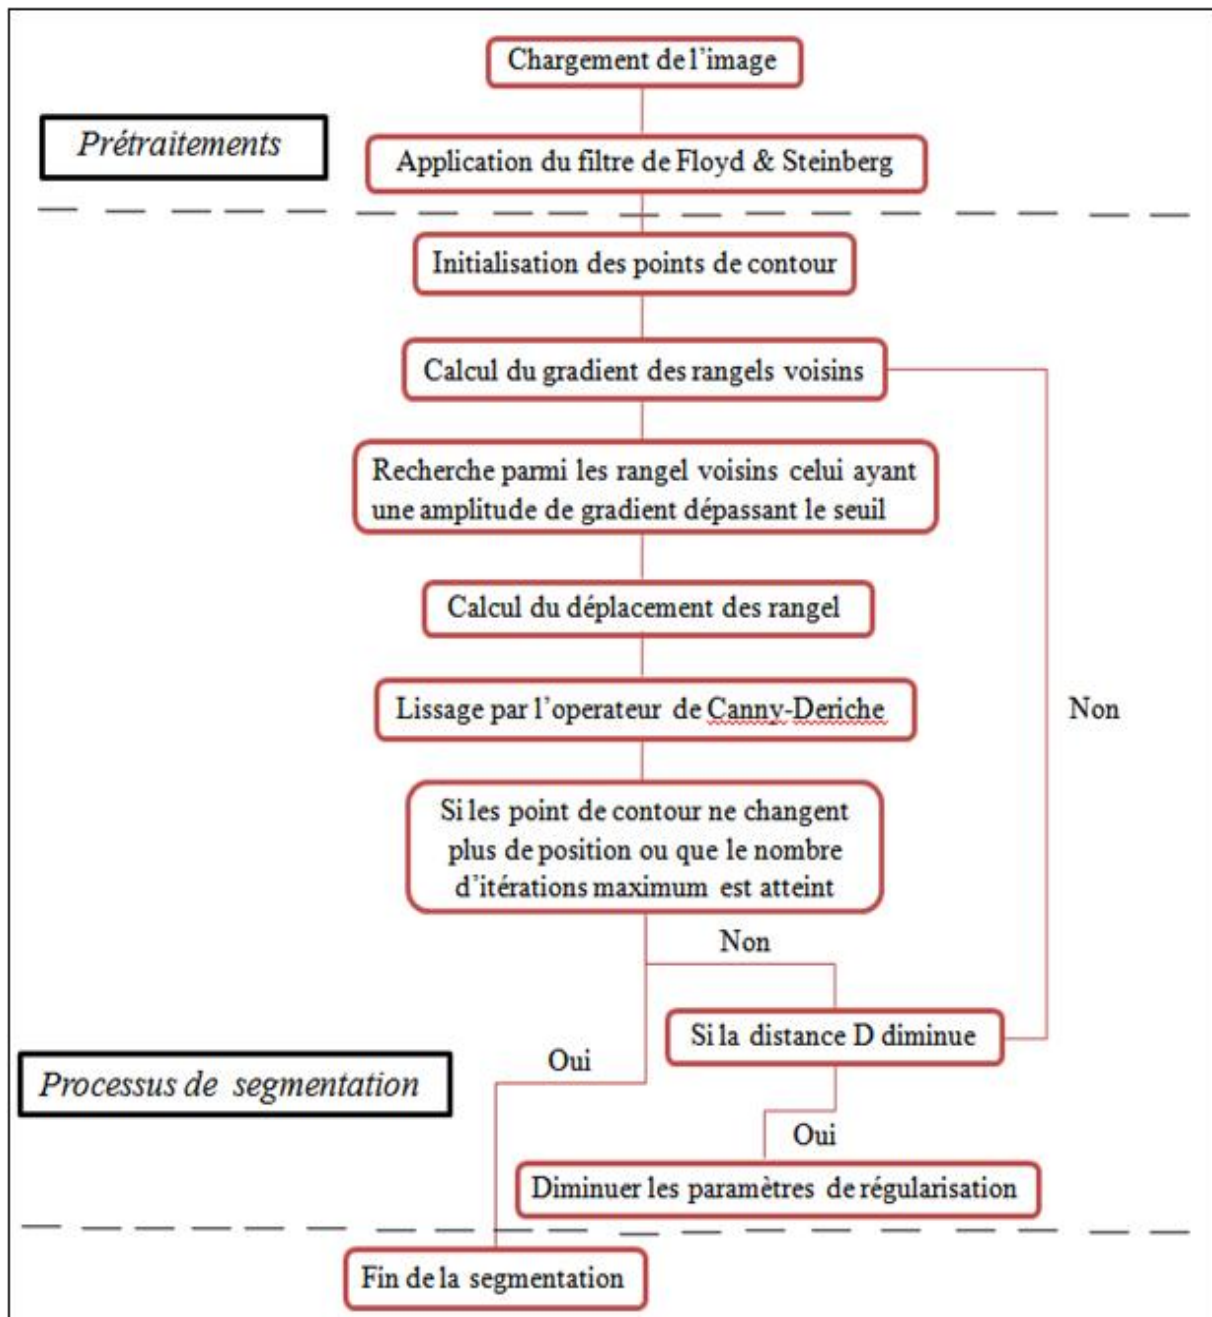 Chargement de l'image
Prétraitements
Application du filtre de Floyd & Steinberg
Initialisation des points de contour
Calcul du gradient des rangels voisins
Recherche parmi les rangel voisins celui ayant
une amplitude de gradient dépassant le seuil
Calcul du déplacement des rangel
Lissage par l'operateur de Canny-Deriche
Non
Si les point de contour ne changent
plus de position ou que le nombre
d'itérations maximum est atteint
Non
Si la distance D diminue
Oui
Processus de segmentation
Oui
Diminuer les paramètres de régularisation
Fin de la segmentation